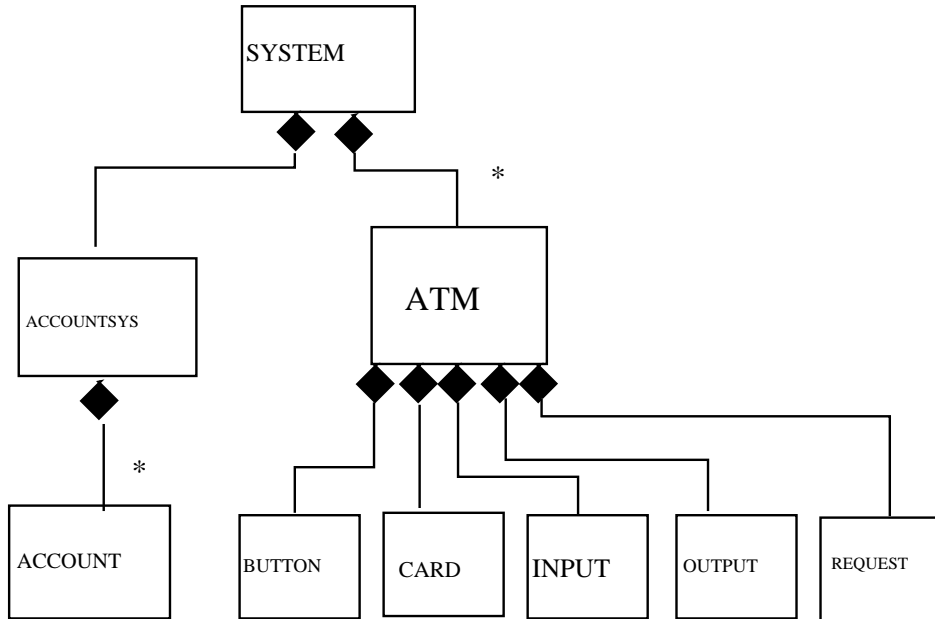 SYSTEM
*
ATM
ACCOUNTSYS
*
ACCOUNT
BUTTON
CARD
INPUT
OUTPUT
REQUEST